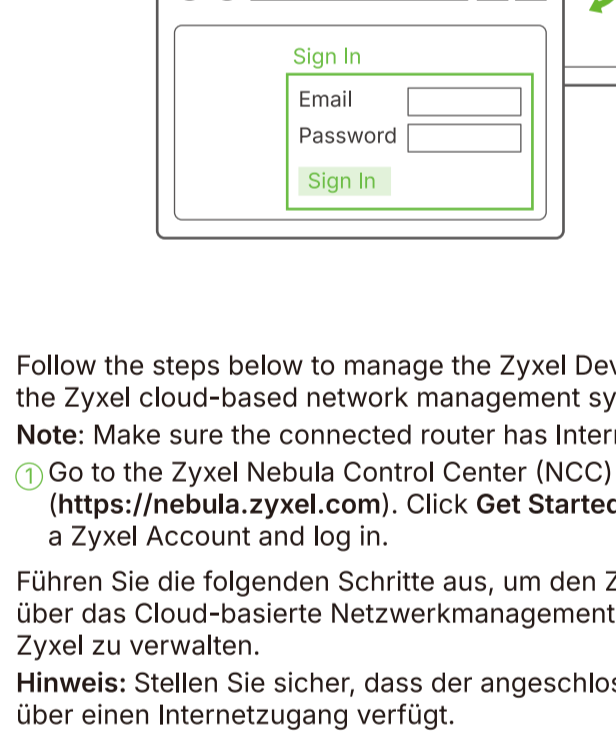 Sign In
Email
Password
Sign In
Follow the steps below to manage the Zyxel
the Zyxel cloud-based network management
Note: Make sure the connected router has
① Go to the Zyxel Nebula Control Center (NCC)
(https://nebula.zyxel.com). Click Get Started
a Zyxel Account and log in.
Führen Sie die folgenden Schritte aus, um den
über das Cloud-basierte Netzwerkmanagement
Zyxel zu verwalten.
Hinweis: Stellen Sie sicher, dass der
über einen Internetzugang verfügt.